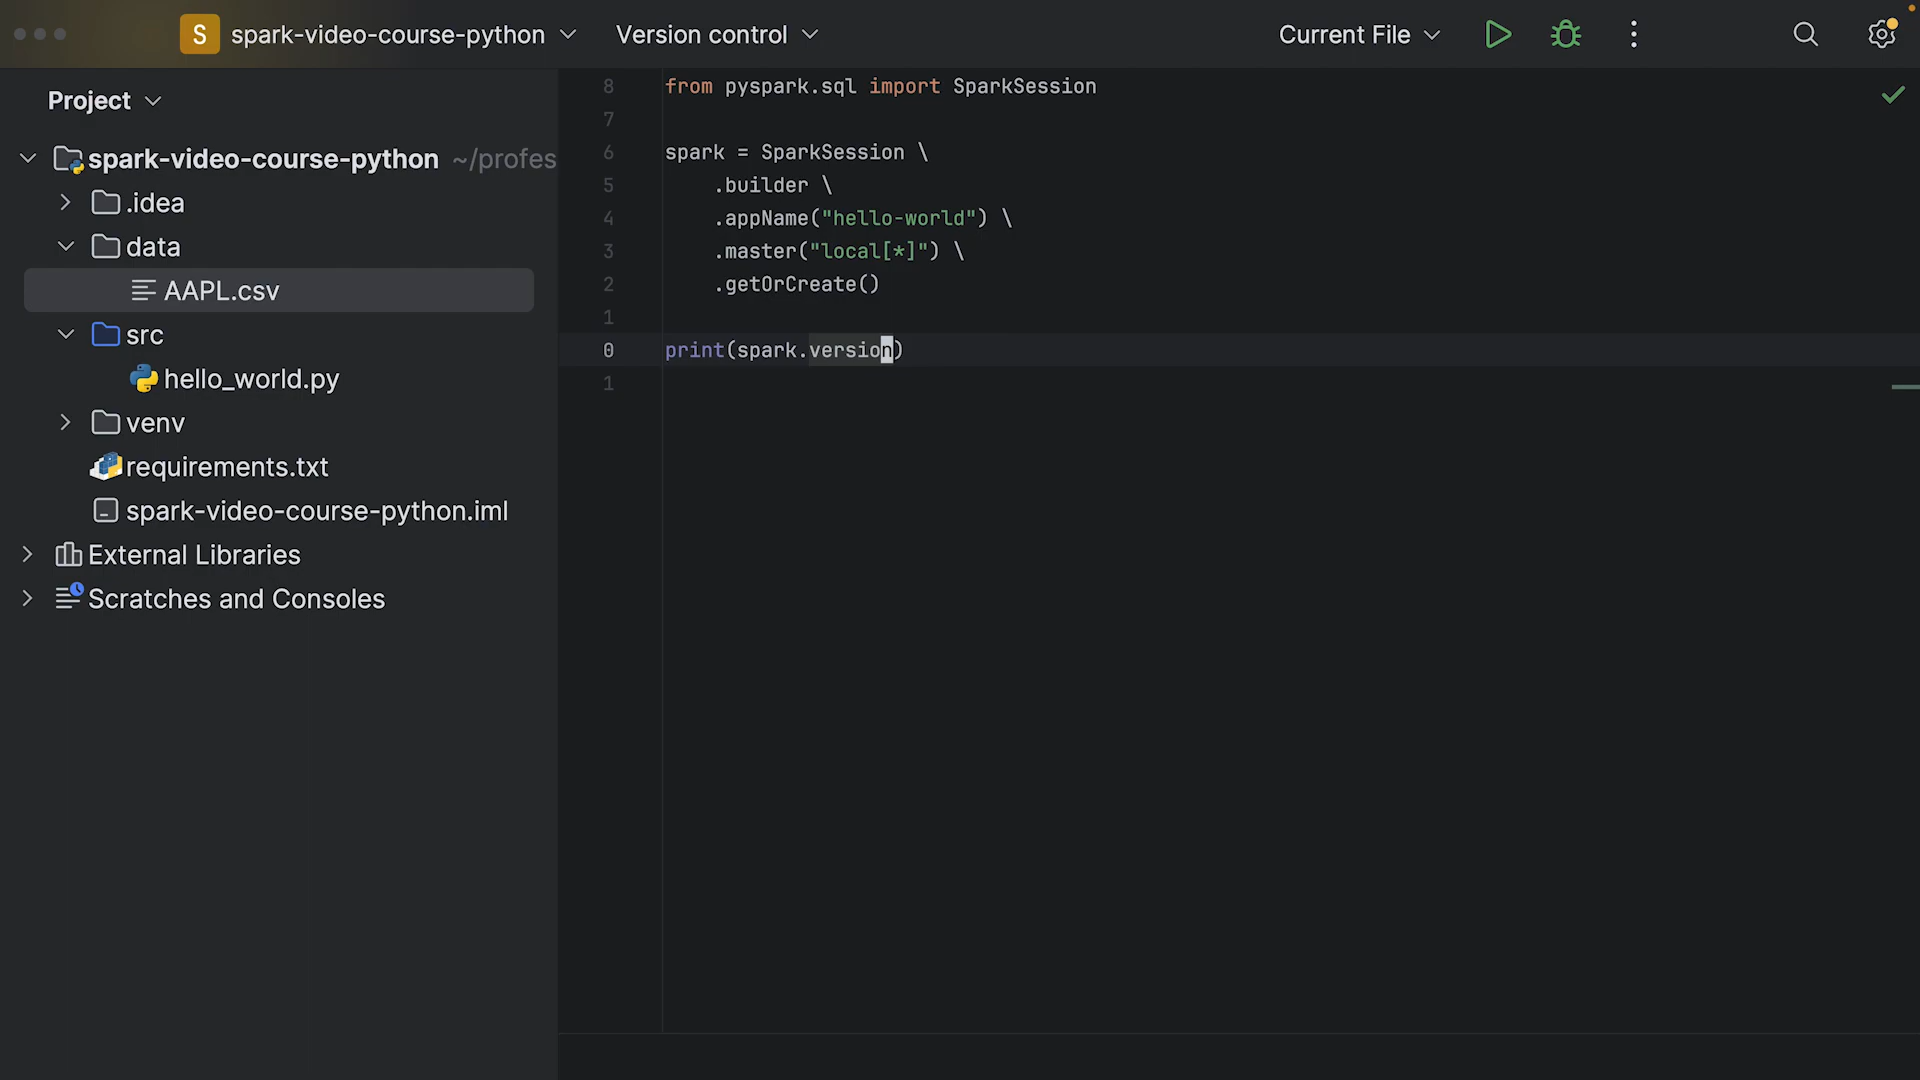 S spark-video-course-python Version control Current File
Project
spark-video-course-python ~/profes
.idea
data
AAPL.csv
src
hello_world.py
venv
requirements.txt
spark-video-course-python.iml
External Libraries
Scratches and Consoles
8 from pyspark.sql import SparkSession
7
6 spark = SparkSession \
5 .builder \
4 .appName("hello-world") \
3 .master("local[*]") \
2 .getOrCreate()
1
0 print(spark.version)
1